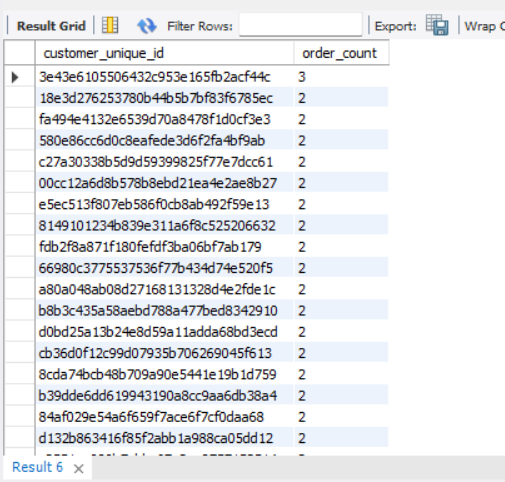 Result Grid Filter Rows: Export: Wrap C
customer_unique_id order_count
3e43e6105506432c953e165fb2acf44c 3
18e3d276253780b44b5b7bf83f6785ec 2
fa494e4132e6539d70a8478f1d0cf3e3 2
580e86cc6d0c8eafede3d6f2fa4bf9ab 2
c27a30338b5d9d59399825f77e7dcc61 2
00cc12a6d8b578b8ebd21ea4e2ae8b27 2
e5ec513f807eb586f0cb8ab492f59e13 2
8149101234b839e311a6f8c525206632 2
fdb2f8a871f180fefdf3ba06bf7ab179 2
66980c3775537536f77b434d74e520f5 2
a80a048ab08d27168131328d4e2fde1c 2
b8b3c435a58aebd788a477bed8342910 2
d0bd25a13b24e8d59a11adda68bd3ecd 2
cb36d0f12c99d07935b706269045f613 2
8cda74bcb48b709a90e5441e19b1d759 2
b39dde6dd619943190a8cc9aa6db38a4 2
84af029e54a6f659f7ace6f7cf0daa68 2
d132b863416f85f2abb1a988ca05dd12 2
Result 6